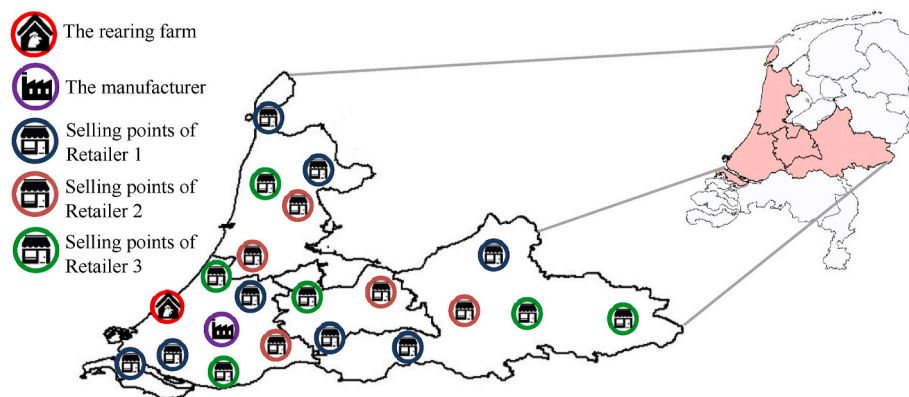 The rearing farm
The manufacturer
Selling points of
Retailer 1
Selling points of
Retailer 2
Selling points of
Retailer 3